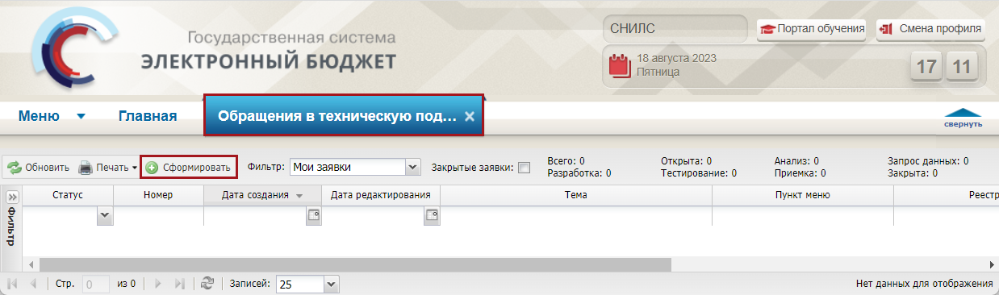 Государственная система
ЭЛЕКТРОННЫЙ БЮДЖЕТ
СНИЛС
Портал обучения
Смена профиля
18 августа 2023
Пятница
17 11
Меню
Главная
Обращения в техническую под...
свернуть
Обновить
Печать
Сформировать
Фильтр:
Мои заявки
Закрытые заявки:
Всего: 0
Открыта: 0
Анализ: 0
Запрос данных: 0
Разработка: 0
Тестирование: 0
Приемка: 0
Закрыта: 0
Фильтр
Статус
Номер
Дата создания
Дата редактирования
Тема
Пункт меню
Реестр
Стр.
0
из 0
Записей:
25
Нет данных для отображения